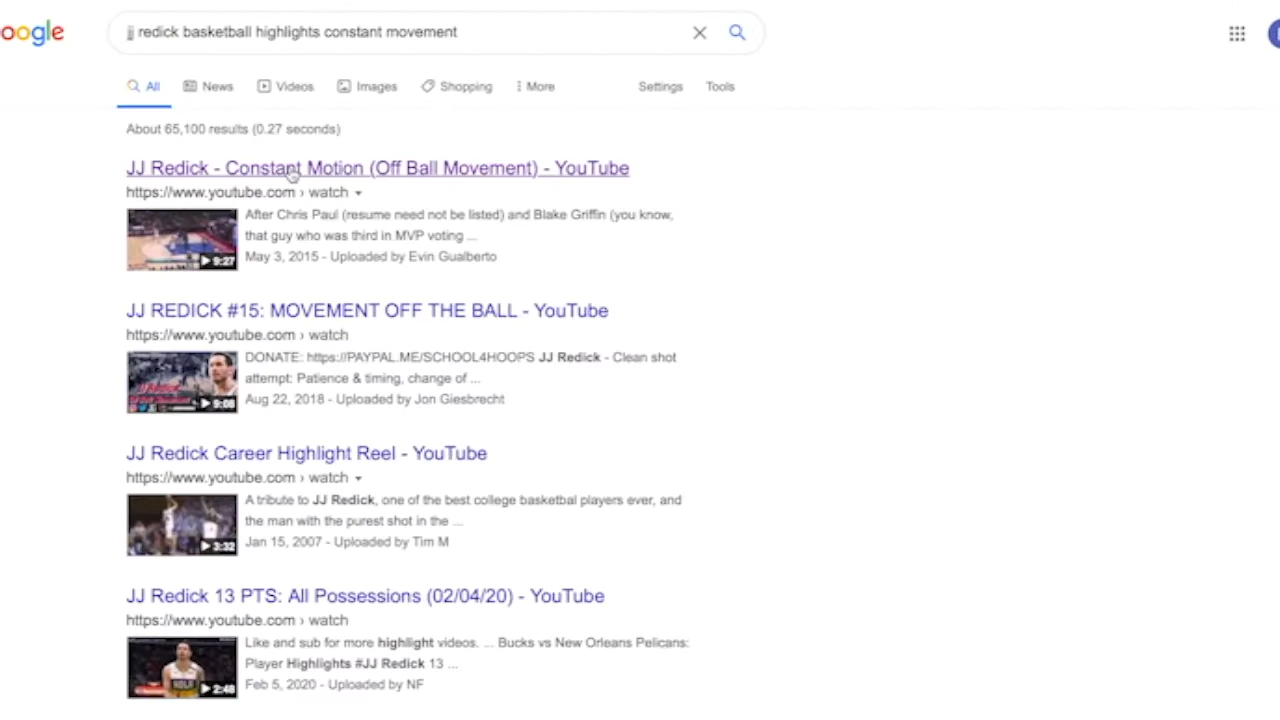 oogle
jj redick basketball highlights constant movement
All News Videos Images Shopping More Settings Tools
About 65,100 results (0.27 seconds)
JJ Redick - Constant Motion (Off Ball Movement) - YouTube
https://www.youtube.com › watch
After Chris Paul (resume need not be listed) and Blake Griffin (you know,
that guy who was third in MVP voting ...
9:27
May 3, 2015 - Uploaded by Evin Gualberto
JJ REDICK #15: MOVEMENT OFF THE BALL - YouTube
https://www.youtube.com › watch
DONATE: https://PAYPAL.ME/SCHOOL4HOOPS JJ Redick - Clean shot
attempt: Patience & timing, change of ...
9:08
Aug 22, 2018 - Uploaded by Jon Giesbrecht
JJ Redick Career Highlight Reel - YouTube
https://www.youtube.com › watch
A tribute to JJ Redick, one of the best college basketbal players ever, and
the man with the purest shot in the ...
3:32
Jan 15, 2007 - Uploaded by Tim M
JJ Redick 13 PTS: All Possessions (02/04/20) - YouTube
https://www.youtube.com › watch
Like and sub for more highlight videos. ... Bucks vs New Orleans Pelicans:
Player Highlights #JJ Redick 13 ...
2:48
Feb 5, 2020 - Uploaded by NF